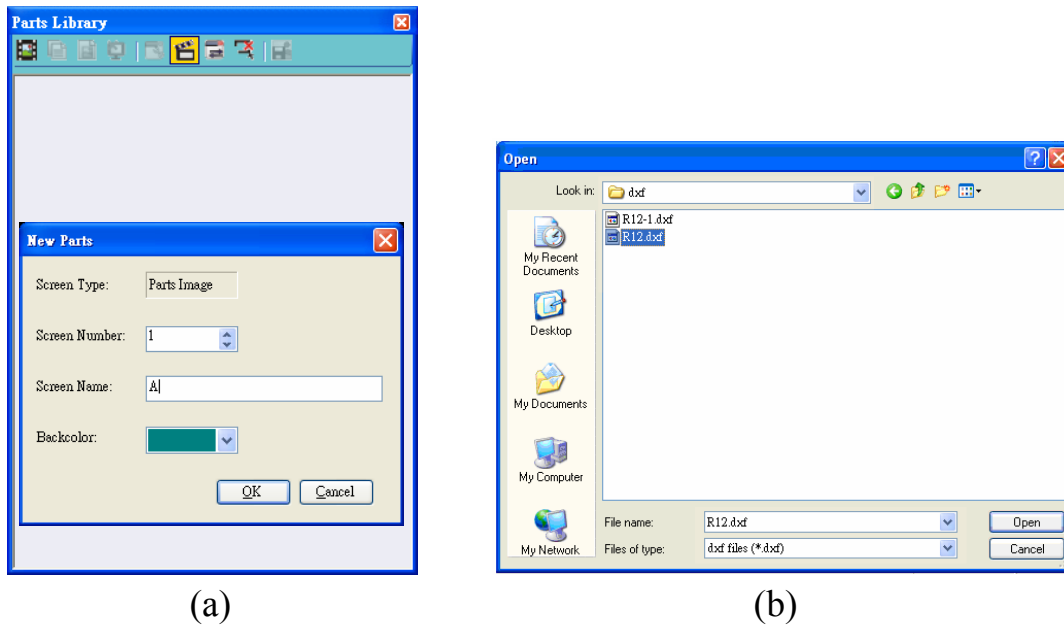 Parts Library
New Parts
Screen Type: Parts Image
Screen Number: 1
Screen Name: A
Backcolor:
OK Cancel
(a)
Open
Look in: dxf
R12-1.dxf
R12.dxf
My Recent
Documents
Desktop
My Documents
My Computer
My Network
File name: R12.dxf Open
Files of type: dxf files (*.dxf) Cancel
(b)